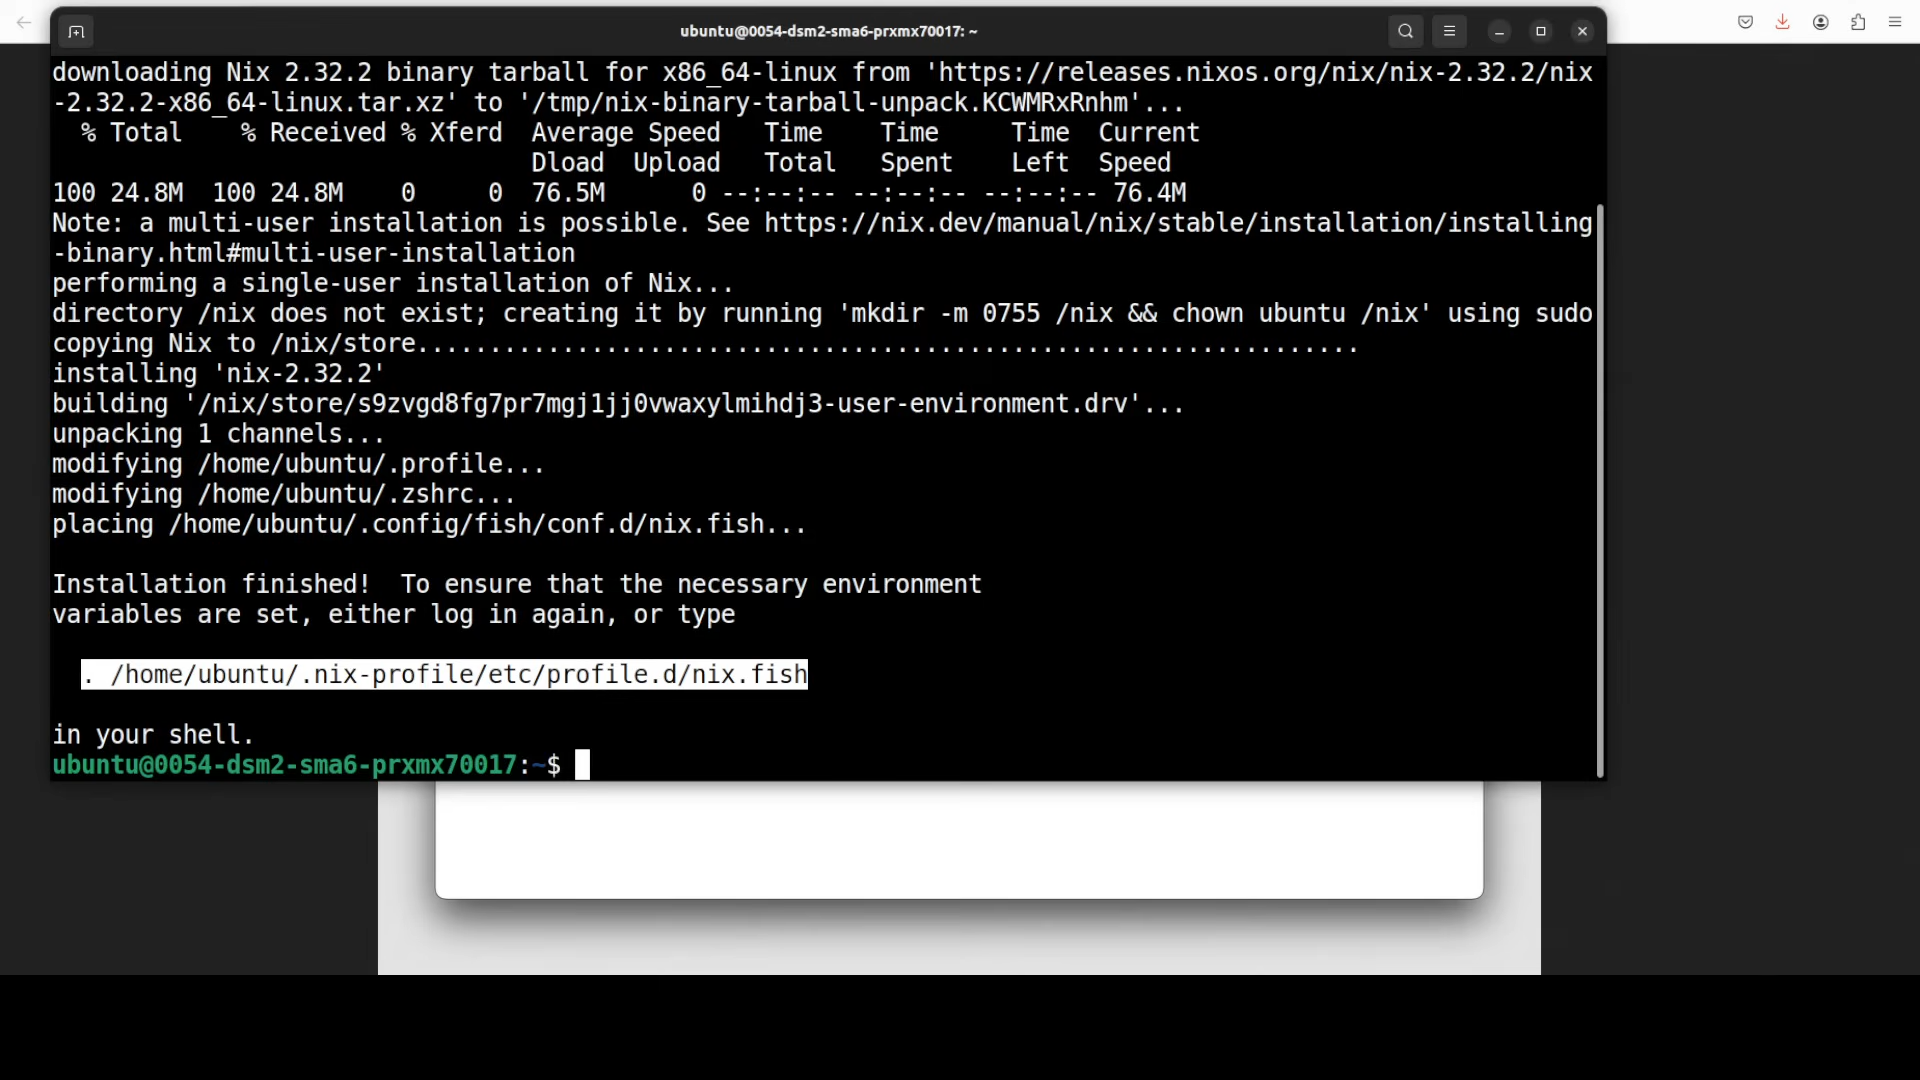 ubuntu@0054-dsm2-sma6-prxmx70017: ~
downloading Nix 2.32.2 binary tarball for x86_64-linux from 'https://releases.nixos.org/nix/nix-2.32.2/nix
-2.32.2-x86_64-linux.tar.xz' to '/tmp/nix-binary-tarball-unpack.KCWMRxRnhm'...
  % Total    % Received % Xferd  Average Speed   Time    Time     Time  Current
                                 Dload  Upload   Total   Spent    Left  Speed
100 24.8M  100 24.8M    0     0  76.5M      0 --:--:-- --:--:-- --:--:-- 76.4M
Note: a multi-user installation is possible. See https://nix.dev/manual/nix/stable/installation/installing
-binary.html#multi-user-installation
performing a single-user installation of Nix...
directory /nix does not exist; creating it by running 'mkdir -m 0755 /nix && chown ubuntu /nix' using sudo
copying Nix to /nix/store.................................................................
installing 'nix-2.32.2'
building '/nix/store/s9zvgd8fg7pr7mgj1jj0vwaxylmihdj3-user-environment.drv'...
unpacking 1 channels...
modifying /home/ubuntu/.profile...
modifying /home/ubuntu/.zshrc...
placing /home/ubuntu/.config/fish/conf.d/nix.fish...
Installation finished!  To ensure that the necessary environment
variables are set, either log in again, or type
  . /home/ubuntu/.nix-profile/etc/profile.d/nix.fish
in your shell.
ubuntu@0054-dsm2-sma6-prxmx70017:~$